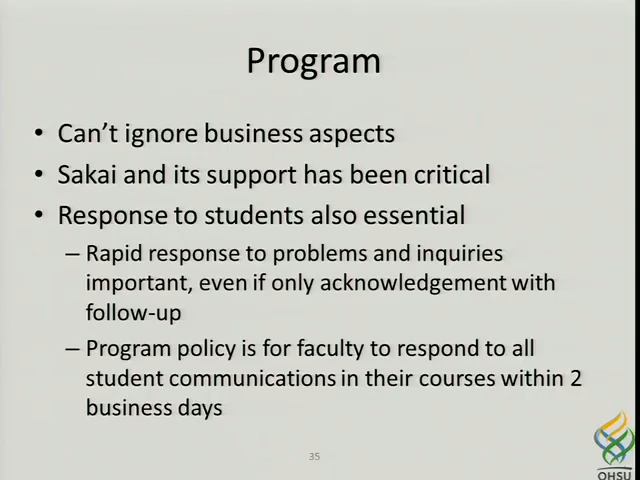 Program
• Can't ignore business aspects
• Sakai and its support has been critical
• Response to students also essential
– Rapid response to problems and inquiries
important, even if only acknowledgement with
follow-up
– Program policy is for faculty to respond to all
student communications in their courses within 2
business days
35
OHSU